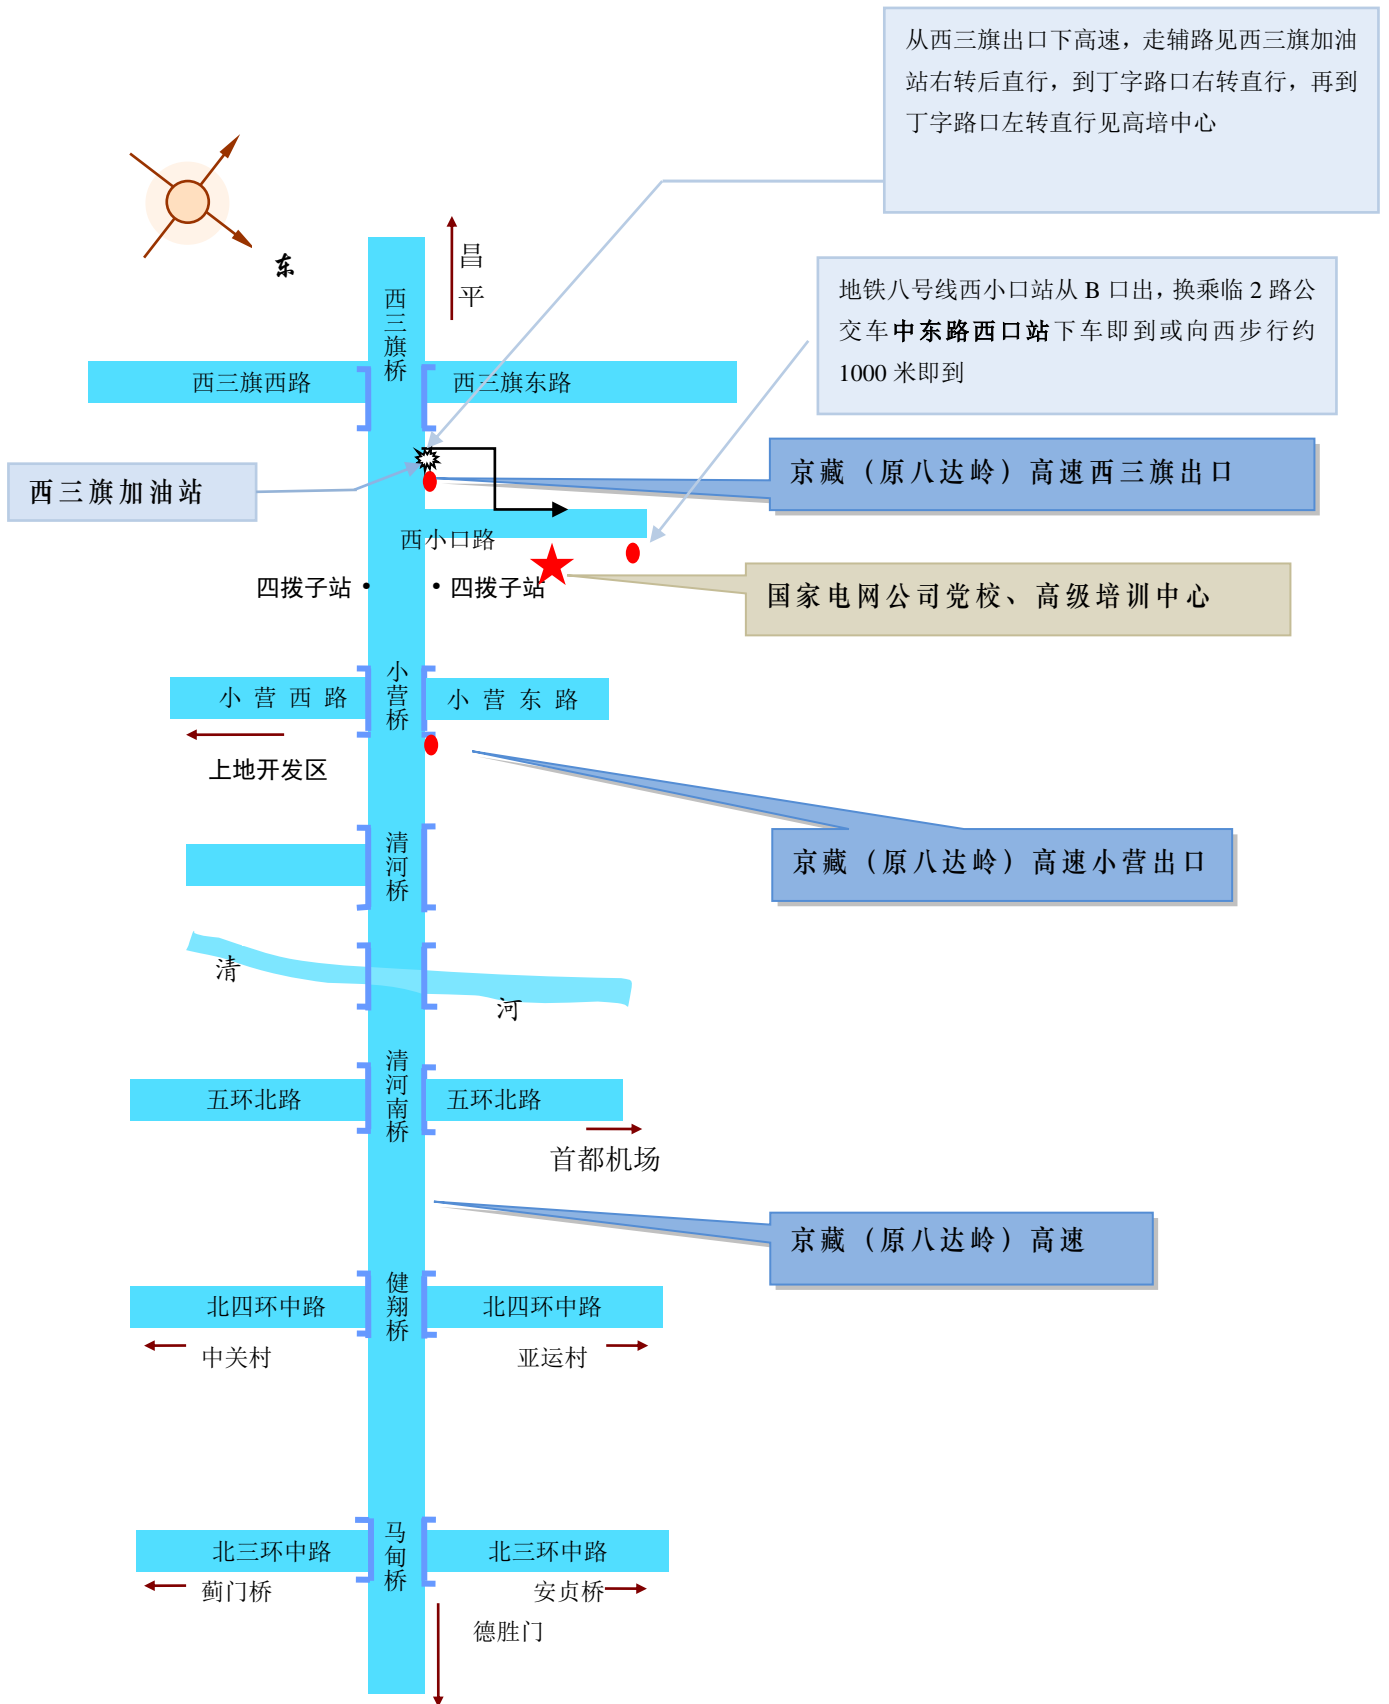 从西三旗出口下高速，走辅路见西三旗加油
站右转后直行，到丁字路口右转直行，再到
丁字路口左转直行见高培中心
东
昌
平
地铁八号线西小口站从 B 口出，换乘临 2 路公
交车中东路西口站下车即到或向西步行约
1000 米即到
西三旗桥
西三旗西路
西三旗东路
京藏（原八达岭）高速西三旗出口
西三旗加油站
西小口路
四拨子站
四拨子站
国家电网公司党校、高级培训中心
小营桥
小营西路
小营东路
上地开发区
清河桥
京藏（原八达岭）高速小营出口
清
河
清河南桥
五环北路
五环北路
首都机场
京藏（原八达岭）高速
健翔桥
北四环中路
北四环中路
中关村
亚运村
马甸桥
北三环中路
北三环中路
蓟门桥
安贞桥
德胜门